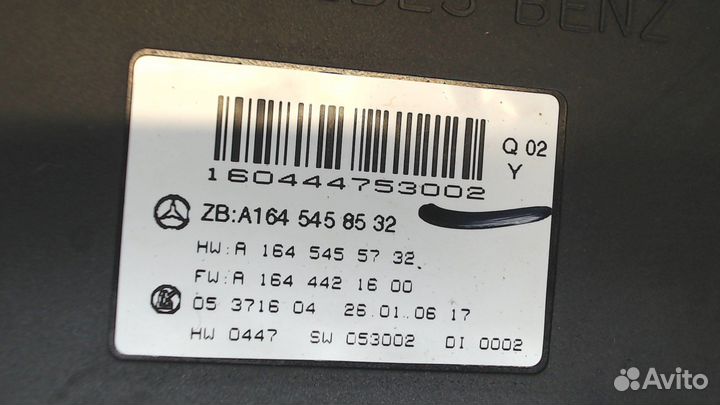 BENZ
Q 02
Y
160444753002
ZB:A164 545 85 32
HW:A 164 545 57 32
FW:A 164 442 16 00
05 3716 04 26.01.06 17
HW 0447 SW 053002 DI 0002
Avito